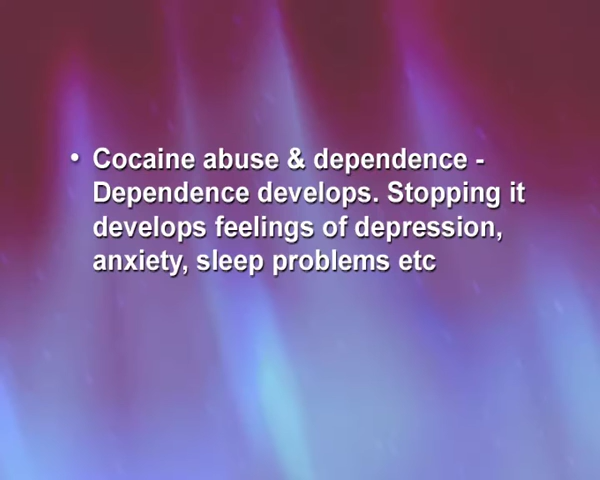 • Cocaine abuse & dependence -
Dependence develops. Stopping it
develops feelings of depression,
anxiety, sleep problems etc